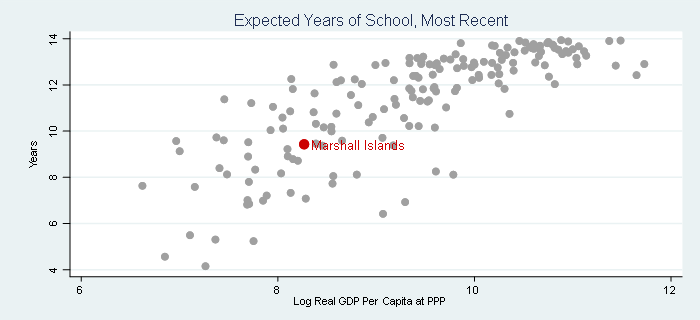 Expected Years of School, Most Recent
14
12
10
8
6
4
Years
Marshall Islands
6 8 10 12
Log Real GDP Per Capita at PPP